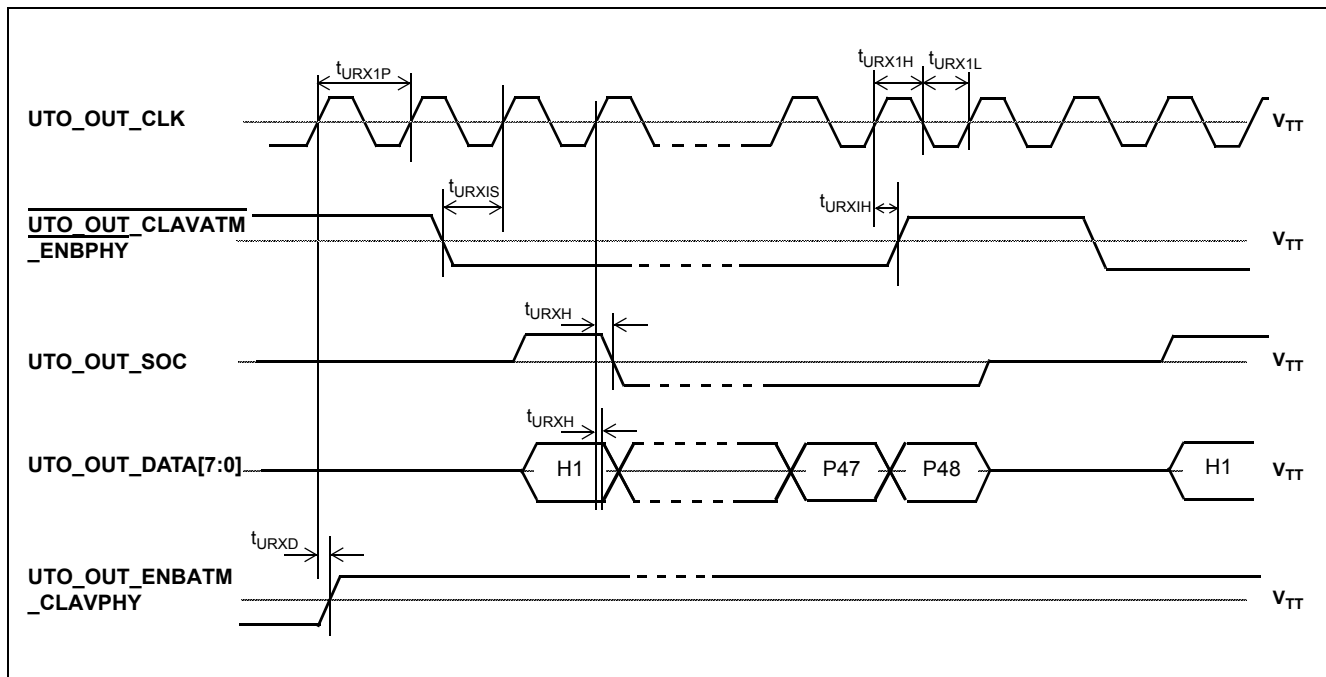 tURX1P
tURX1H
tURX1L
UTO_OUT_CLK
VTT
tURXIS
tURXIH
UTO_OUT_CLAVATM
_ENBPHY
VTT
tURXH
UTO_OUT_SOC
VTT
tURXH
UTO_OUT_DATA[7:0]
H1
P47
P48
H1
VTT
tURXD
UTO_OUT_ENBATM
_CLAVPHY
VTT